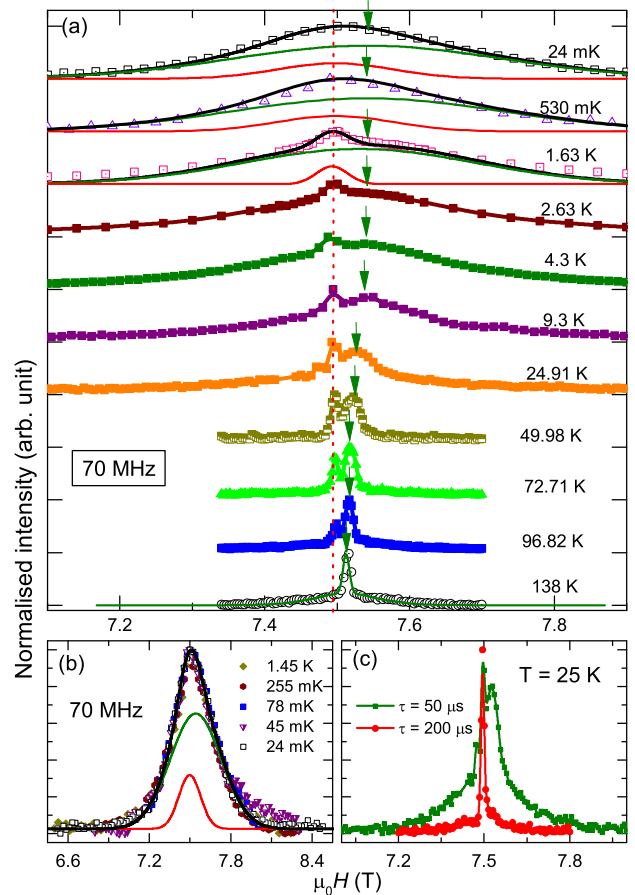 (a)
24 mK
530 mK
1.63 K
2.63 K
4.3 K
9.3 K
24.91 K
49.98 K
70 MHz
72.71 K
96.82 K
138 K
Normalised intensity (arb. unit)
7.2 7.4 7.6 7.8
(b)
70 MHz
1.45 K
255 mK
78 mK
45 mK
24 mK
6.6 7.2 7.8 8.4
(c)
T = 25 K
τ = 50 μs
τ = 200 μs
7.2 7.5 7.8
μ₀H (T)